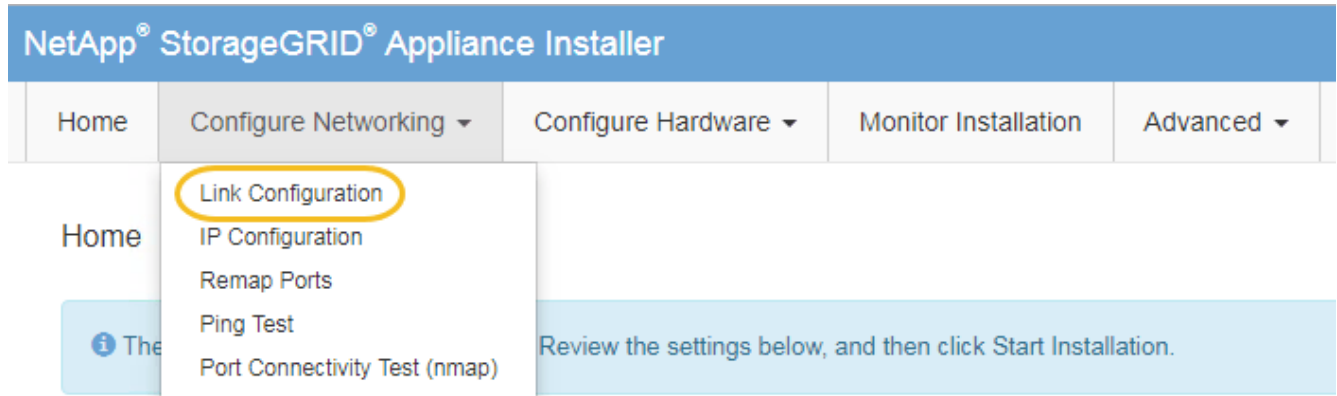 NetApp® StorageGRID® Appliance Installer
Home Configure Networking Configure Hardware Monitor Installation Advanced
Link Configuration
Home
IP Configuration
Remap Ports
Ping Test
The Review the settings below, and then click Start Installation.
Port Connectivity Test (nmap)